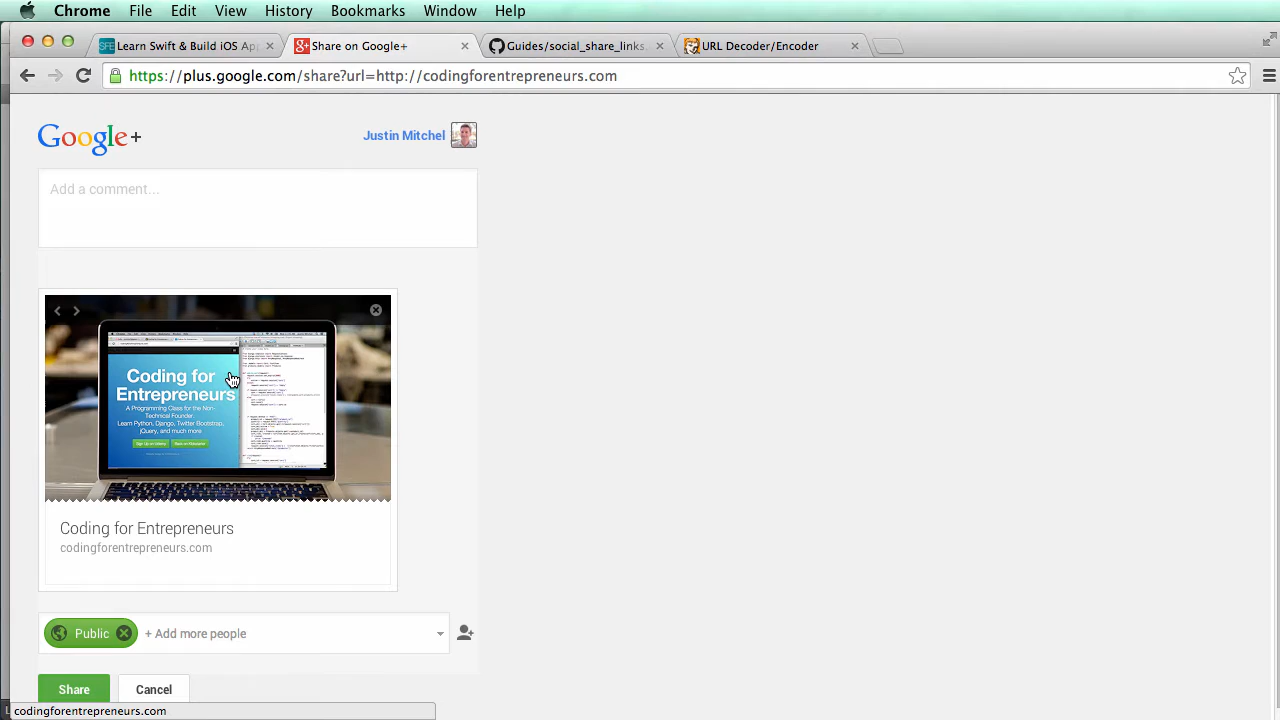 Chrome File Edit View History Bookmarks Window Help
Learn Swift & Build iOS Ap
Share on Google+
Guides/social_share_links.
URL Decoder/Encoder
https://plus.google.com/share?url=http://codingforentrepreneurs.com
Google+
Justin Mitchel
Add a comment...
Coding for
Entrepreneurs
A Programming Class for the Non-
Technical Founder.
Learn Python, Django, Twitter Bootstrap,
jQuery, and much more
Coding for Entrepreneurs
codingforentrepreneurs.com
Public
+ Add more people
Share
Cancel
codingforentrepreneurs.com